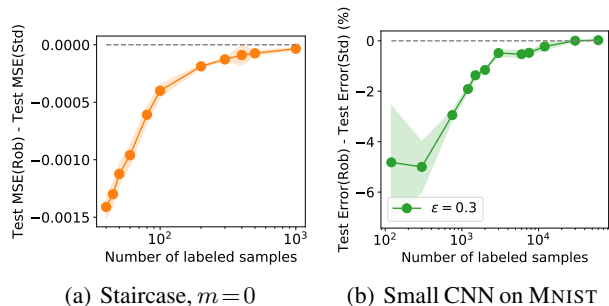 Test MSE(Rob) - Test MSE(Std)
0.0000
−0.0005
−0.0010
−0.0015
10²
10³
Number of labeled samples
(a) Staircase, m = 0
Test Error(Rob) - Test Error(Std) (%)
0
−2
−4
−6
ε = 0.3
10²
10³
10⁴
Number of labeled samples
(b) Small CNN on MNIST